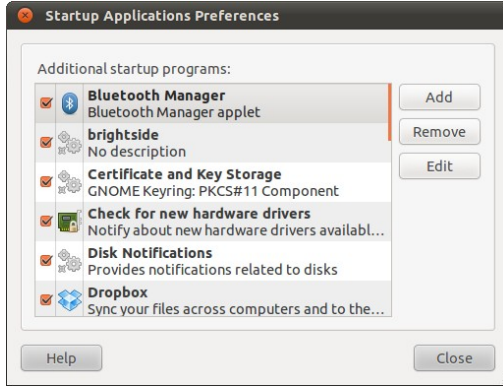 Startup Applications Preferences
Additional startup programs:
Bluetooth Manager
Bluetooth Manager applet
brightside
No description
Certificate and Key Storage
GNOME Keyring: PKCS#11 Component
Check for new hardware drivers
Notify about new hardware drivers availabl...
Disk Notifications
Provides notifications related to disks
Dropbox
Sync your files across computers and to the...
Add
Remove
Edit
Help
Close